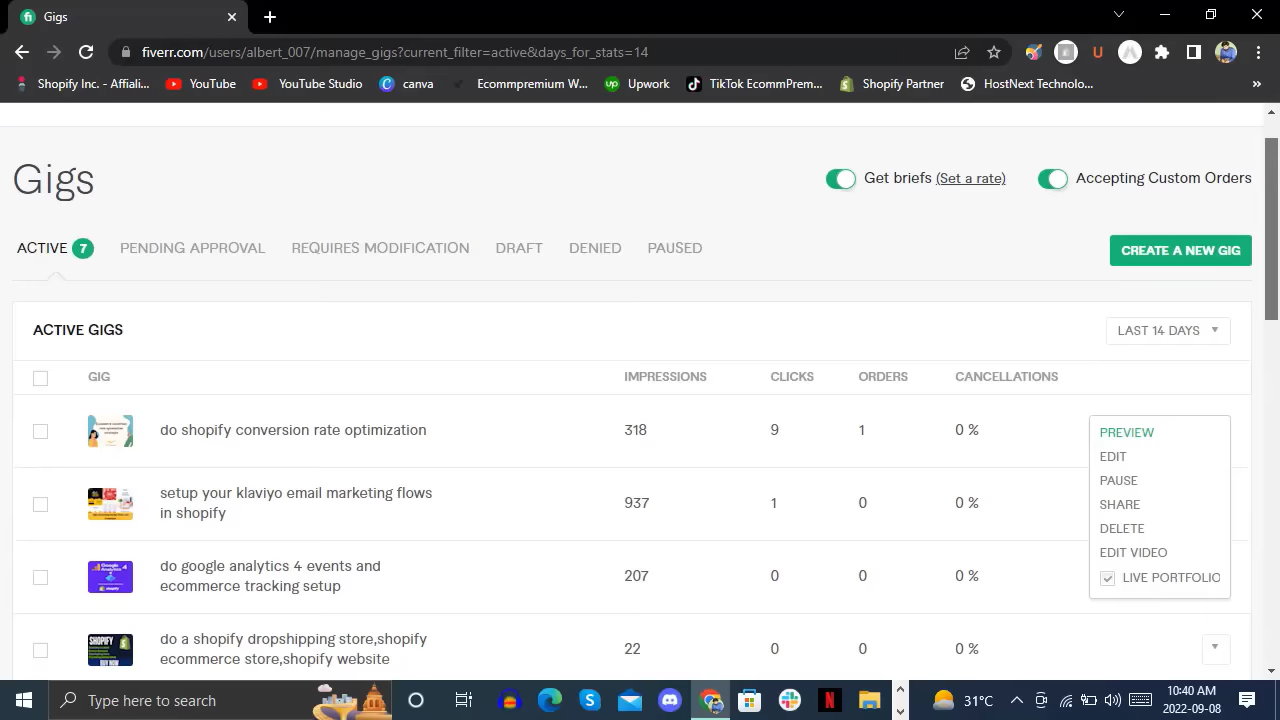 Gigs
fiverr.com/users/albert_007/manage_gigs?current_filter=active&days_for_stats=14
Shopify Inc. - Affiliali...
YouTube
YouTube Studio
canva
Ecommpremium W...
Upwork
TikTok EcommPrem...
Shopify Partner
HostNext Technolo...
Gigs
Get briefs (Set a rate)
Accepting Custom Orders
ACTIVE 7
PENDING APPROVAL
REQUIRES MODIFICATION
DRAFT
DENIED
PAUSED
CREATE A NEW GIG
ACTIVE GIGS
LAST 14 DAYS
GIG IMPRESSIONS CLICKS ORDERS CANCELLATIONS
do shopify conversion rate optimization 318 9 1 0 %
setup your klaviyo email marketing flows
in shopify
937 1 0 0 %
do google analytics 4 events and
ecommerce tracking setup
207 0 0 0 %
SHOPIFY
BUY NOW
do a shopify dropshipping store,shopify
ecommerce store,shopify website
22 0 0 0 %
PREVIEW
EDIT
PAUSE
SHARE
DELETE
EDIT VIDEO
LIVE PORTFOLIO
Type here to search
31°C
10:40 AM
2022-09-08